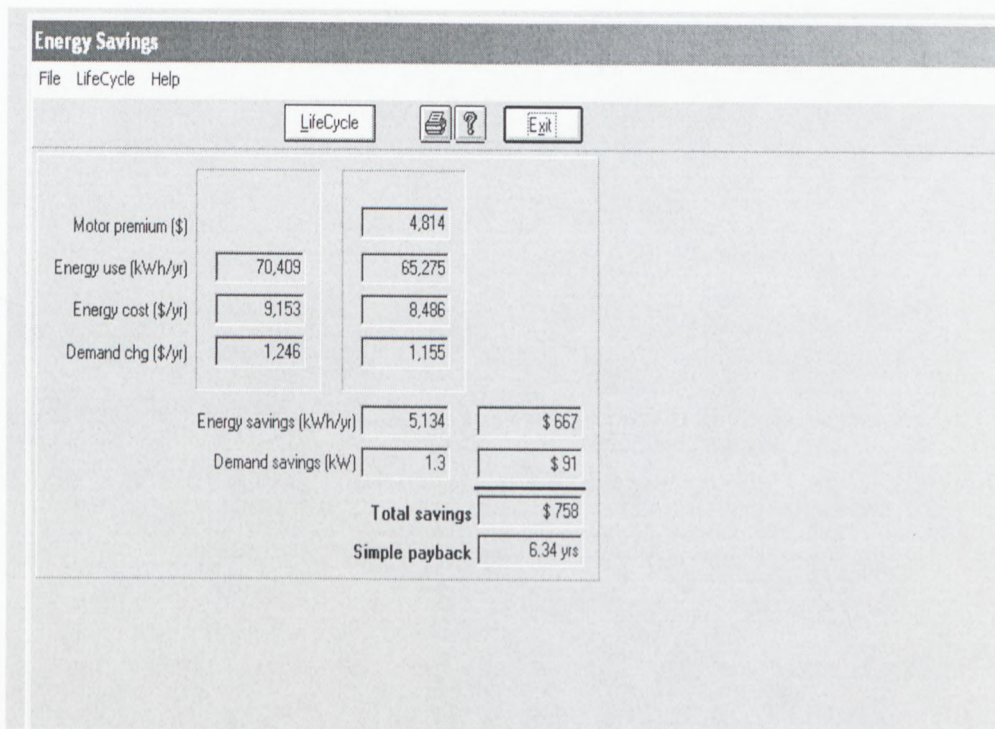 Energy Savings
File LifeCycle Help
LifeCycle ? Exit
Motor premium ($) 4,814
Energy use (kWh/yr) 70,409 65,275
Energy cost ($/yr) 9,153 8,486
Demand chg ($/yr) 1,246 1,155
Energy savings (kWh/yr) 5,134 $ 667
Demand savings (kW) 1.3 $ 91
Total savings $ 758
Simple payback 6.34 yrs